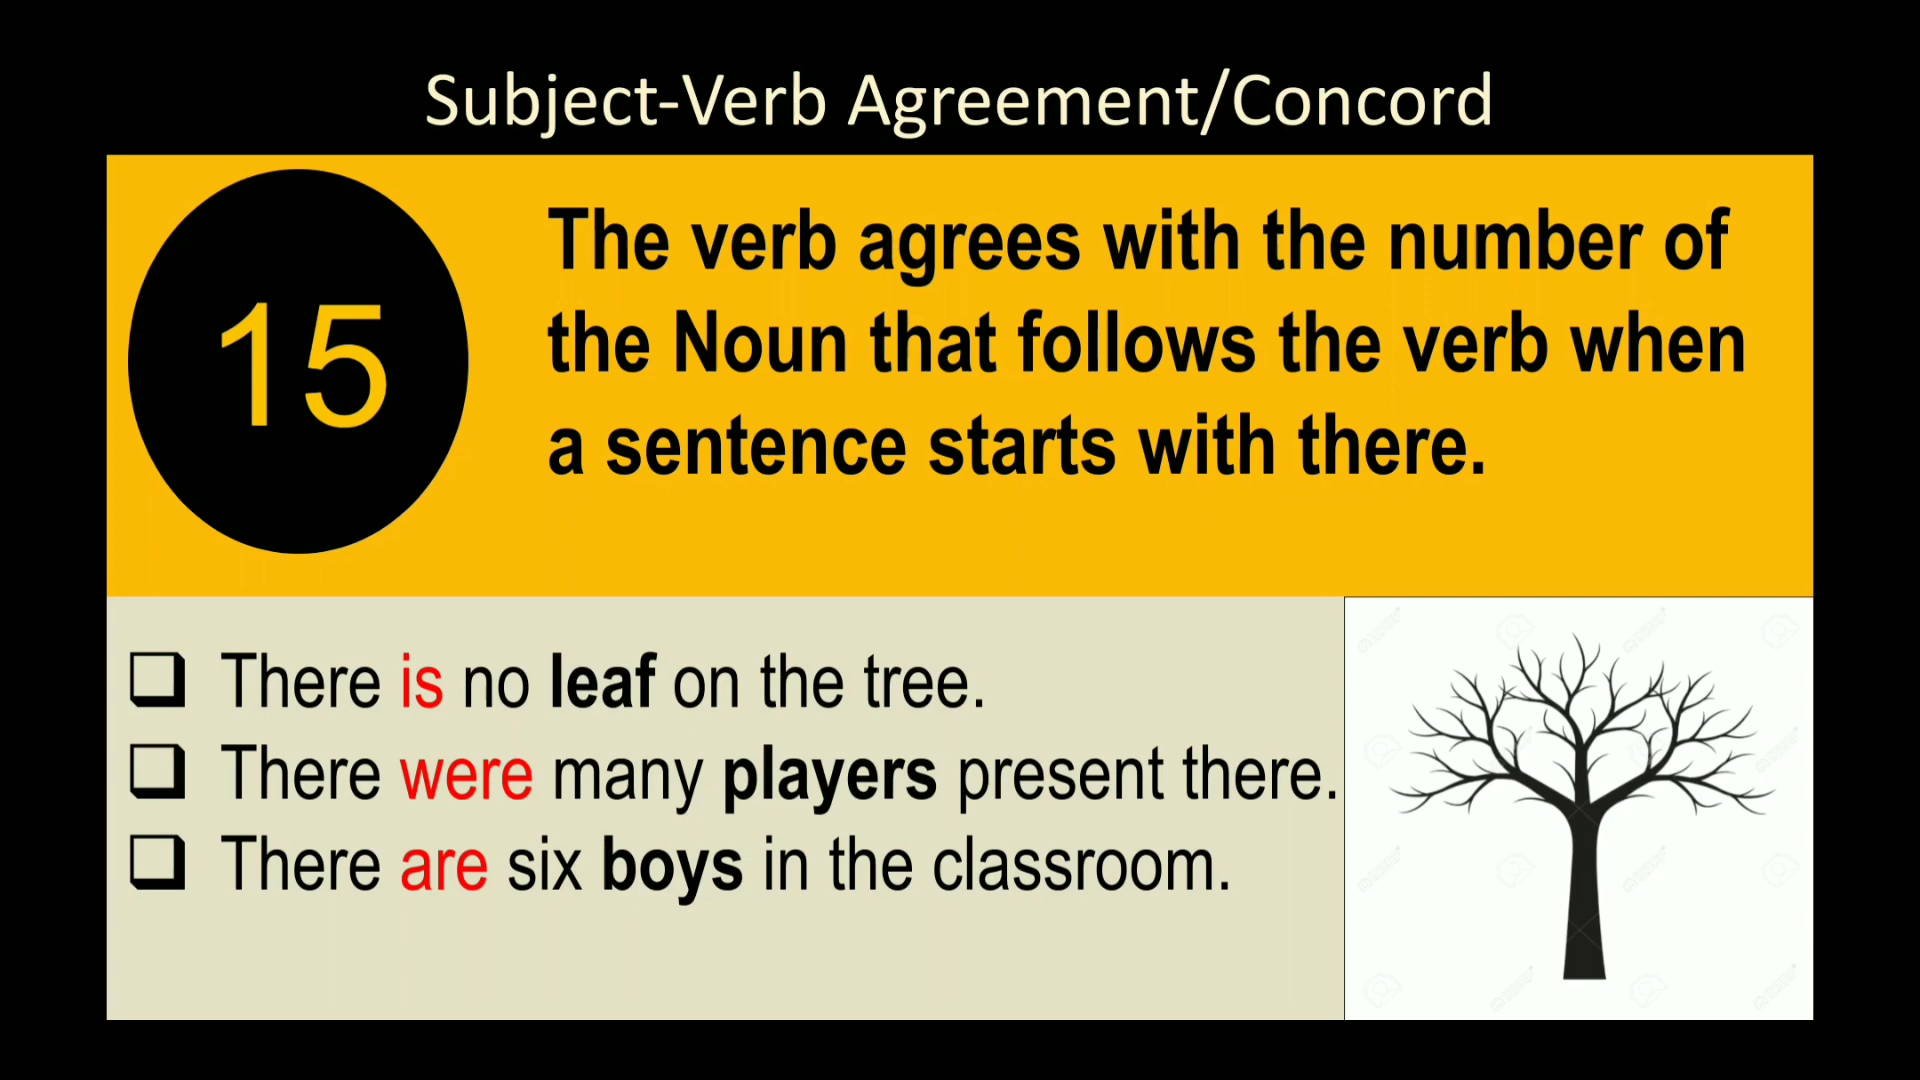 Subject-Verb Agreement/Concord
15
The verb agrees with the number of
the Noun that follows the verb when
a sentence starts with there.
There is no leaf on the tree.
There were many players present there.
There are six boys in the classroom.